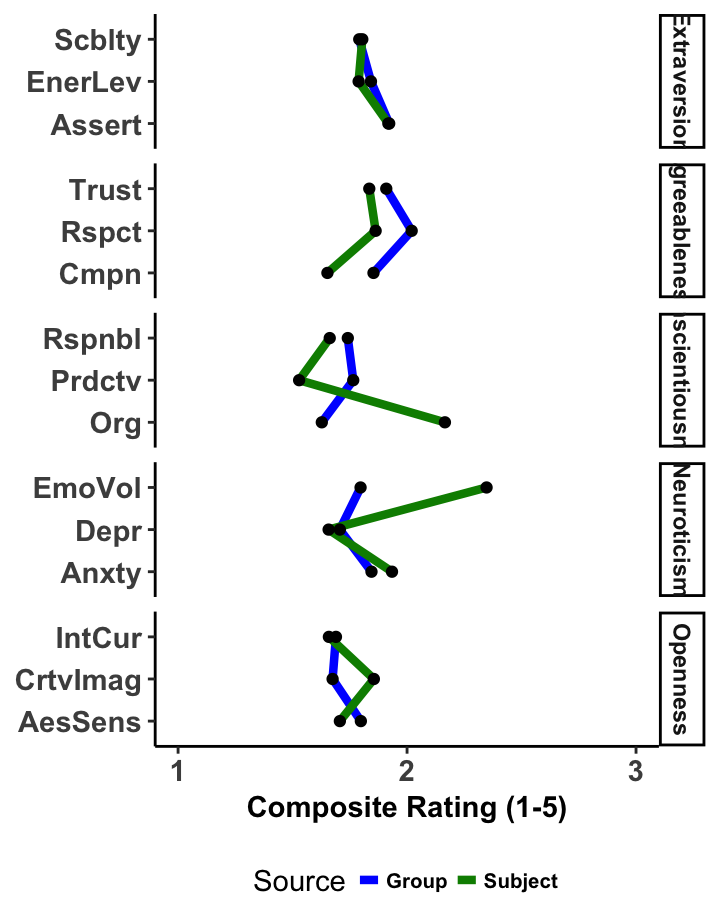 Scblty
EnerLev
Assert
Extraversion
Trust
Rspct
Cmpn
greeablenes
Rspnbl
Prdctv
Org
scientiousn
EmoVol
Depr
Anxty
Neuroticism
IntCur
CrtvImag
AesSens
Openness
1 2 3
Composite Rating (1-5)
Source Group Subject